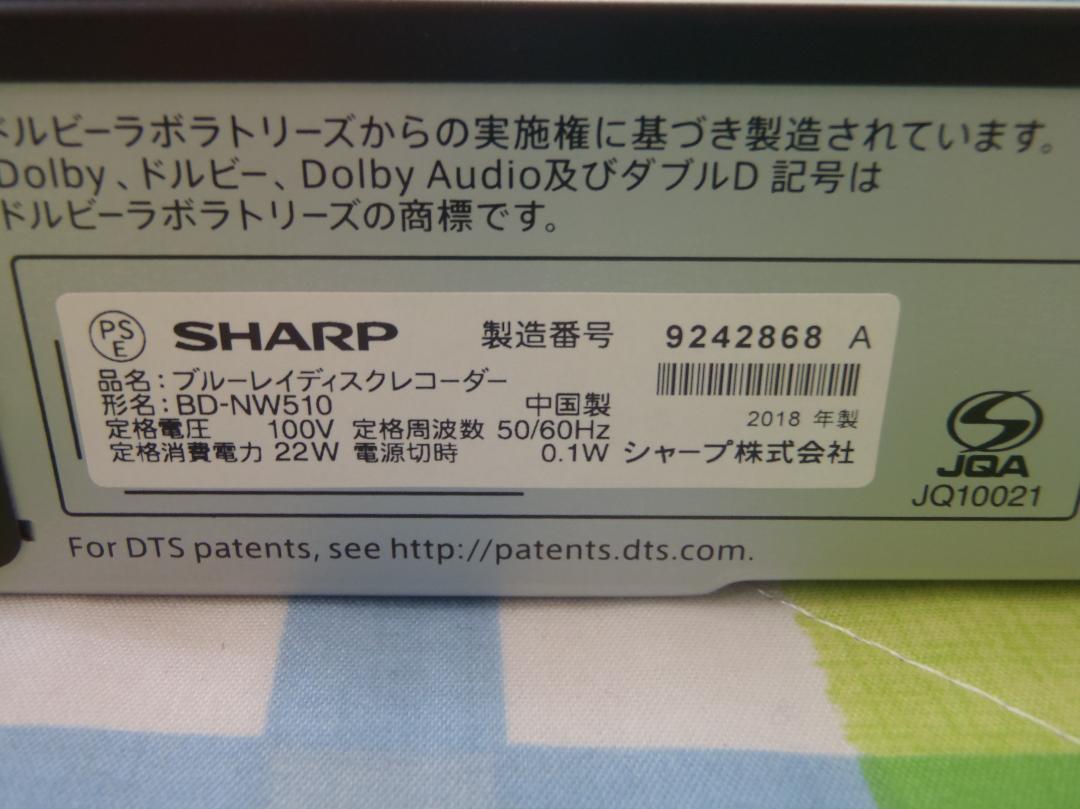 ドルビーラボラトリーズからの実施権に基づき製造されています。
Dolby、ドルビー、Dolby Audio及びダブルD 記号は
ドルビーラボラトリーズの商標です。
PS
E
SHARP 製造番号 9242868 A
品名：ブルーレイディスクレコーダー
形名：BD-NW510 中国製
2018 年製
定格電圧 100V 定格周波数 50/60Hz
定格消費電力 22W 電源切時 0.1W シャープ株式会社
JQA
JQ10021
For DTS patents, see http://patents.dts.com.